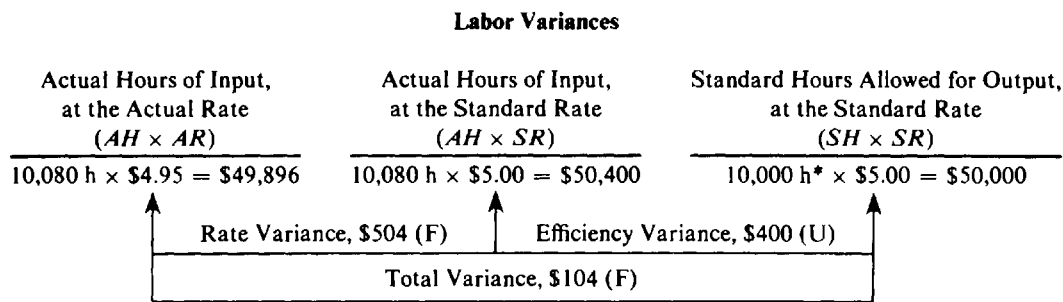 Labor Variances
Actual Hours of Input, Actual Hours of Input, Standard Hours Allowed for Output,
at the Actual Rate at the Standard Rate at the Standard Rate
(AH × AR) (AH × SR) (SH × SR)
10,080 h × $4.95 = $49,896 10,080 h × $5.00 = $50,400 10,000 h* × $5.00 = $50,000
Rate Variance, $504 (F) Efficiency Variance, $400 (U)
Total Variance, $104 (F)